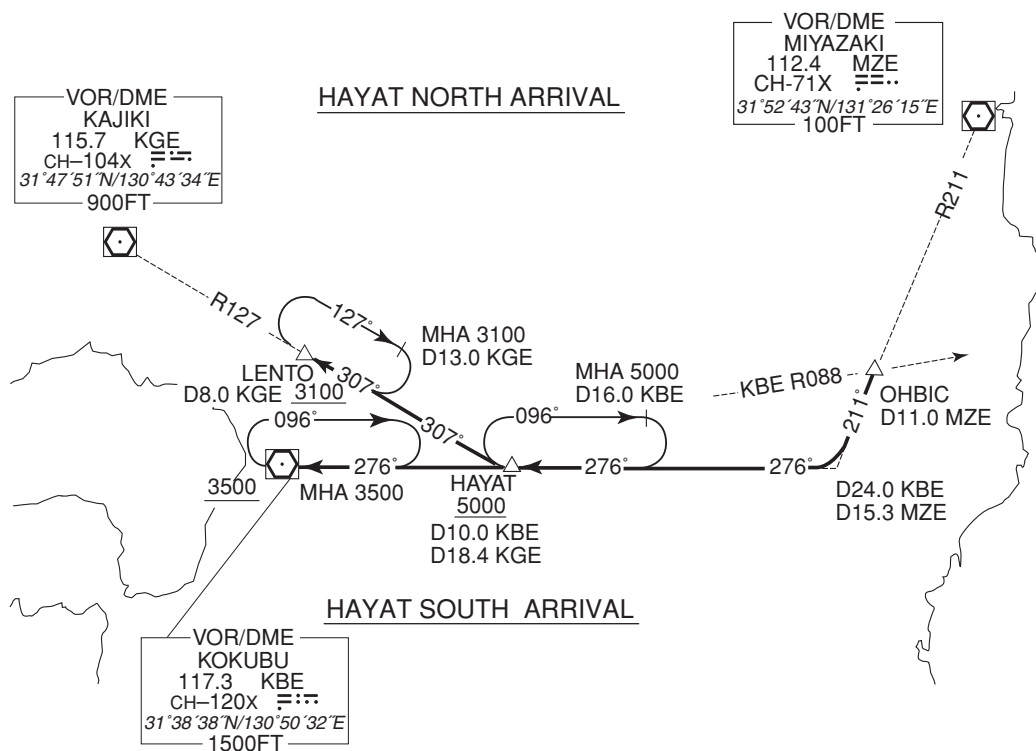 VOR/DME
MIYAZAKI
112.4 MZE
CH-71X
31°52′43″N/131°26′15″E
100FT
HAYAT NORTH ARRIVAL
VOR/DME
KAJIKI
115.7 KGE
CH–104X
31°47′51″N/130°43′34″E
900FT
R211
R127
127°
MHA 3100
D13.0 KGE
LENTO
D8.0 KGE 3100
307°
307°
MHA 5000
D16.0 KBE
KBE R088
OHBIC
D11.0 MZE
211°
096°
096°
276°
276°
276°
3500
MHA 3500
HAYAT
5000
D10.0 KBE
D18.4 KGE
D24.0 KBE
D15.3 MZE
HAYAT SOUTH ARRIVAL
VOR/DME
KOKUBU
117.3 KBE
CH–120X
31°38′38″N/130°50′32″E
1500FT